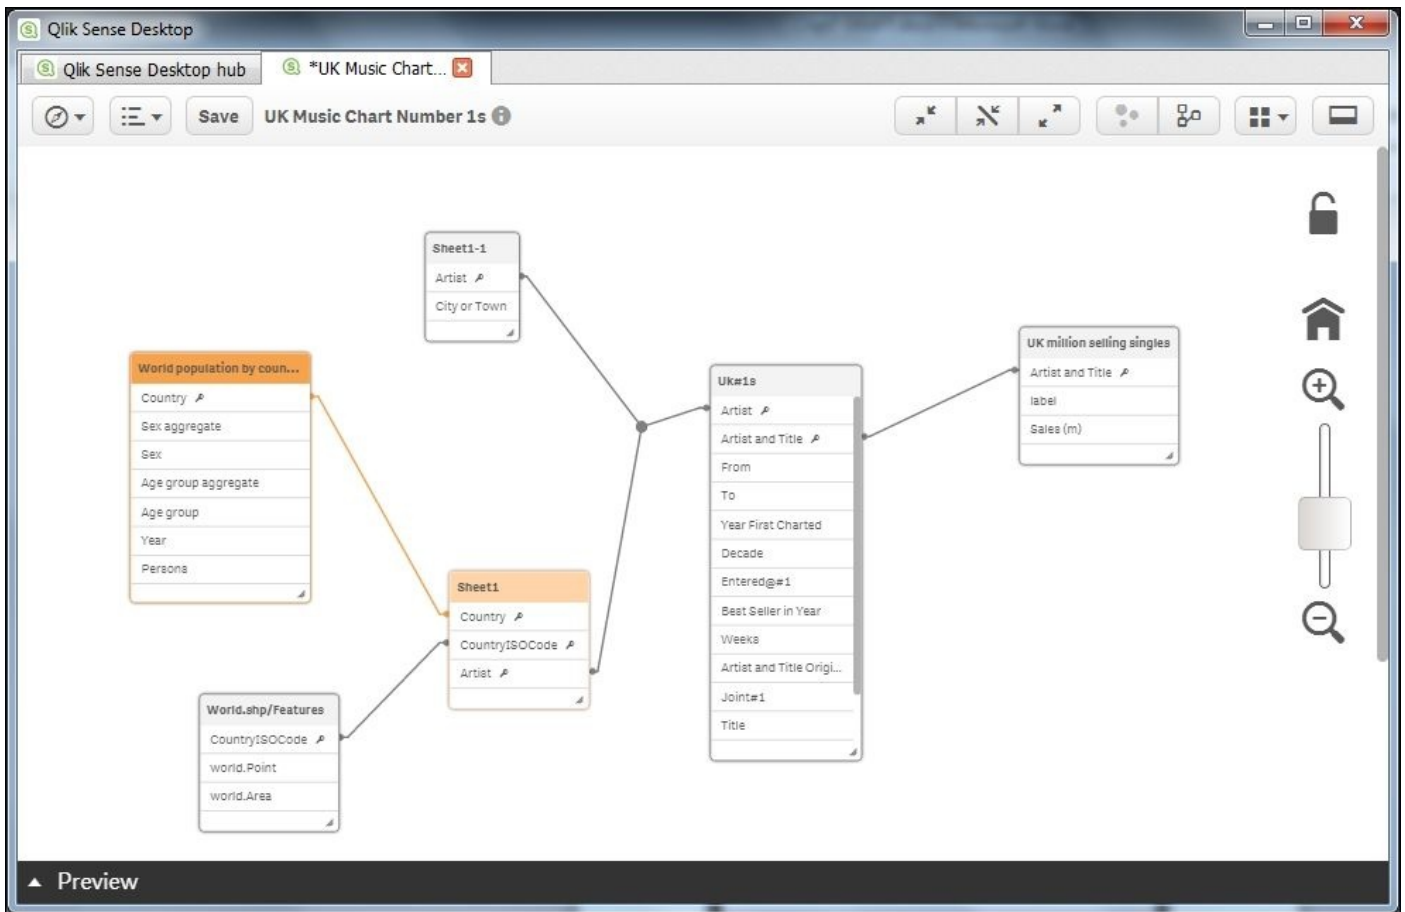 Qlik Sense Desktop
Qlik Sense Desktop hub
*UK Music Chart...
Save
UK Music Chart Number 1s
Sheet1-1
Artist
City or Town
World population by coun...
Country
Sex aggregate
Sex
Age group aggregate
Age group
Year
Persons
Sheet1
Country
CountryISOCode
Artist
World.shp/Features
CountryISOCode
world.Point
world.Area
Uk#1s
Artist
Artist and Title
From
To
Year First Charted
Decade
Entered@#1
Best Seller in Year
Weeks
Artist and Title Origi...
Joint#1
Title
UK million selling singles
Artist and Title
label
Sales (m)
Preview